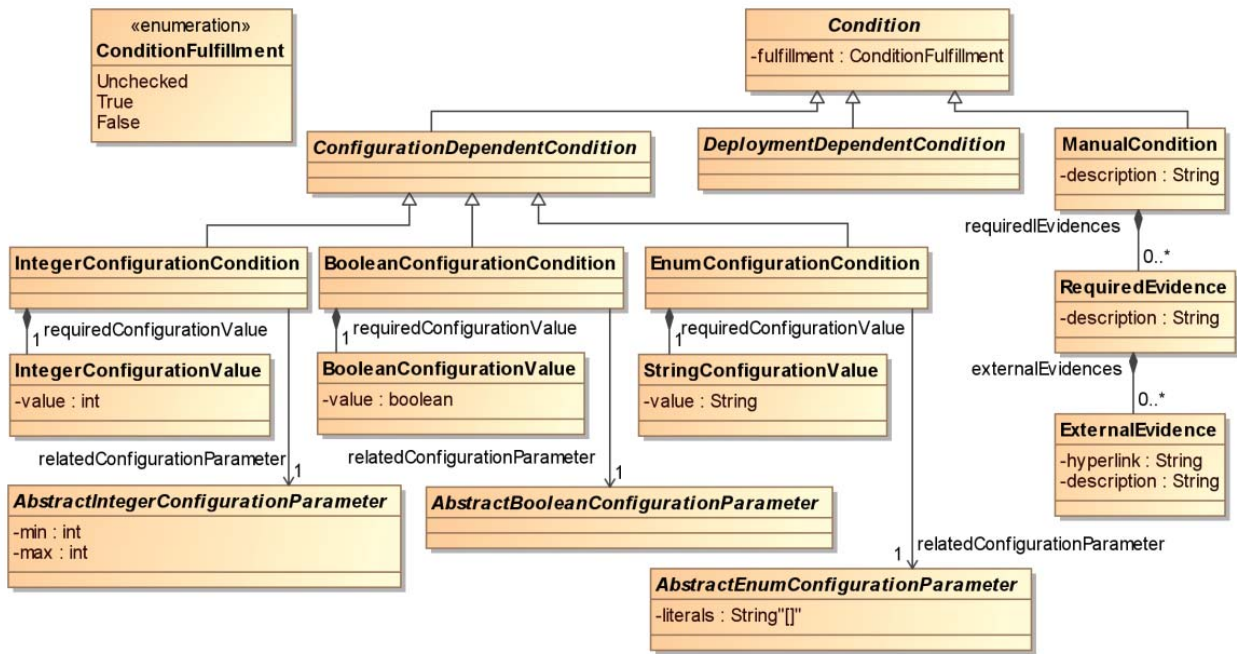 «enumeration»
ConditionFulfillment
Unchecked
True
False
Condition
-fulfillment : ConditionFulfillment
ConfigurationDependentCondition
DeploymentDependentCondition
ManualCondition
-description : String
requiredIEvidences
0..*
IntegerConfigurationCondition
BooleanConfigurationCondition
EnumConfigurationCondition
RequiredEvidence
-description : String
1 requiredConfigurationValue
1 requiredConfigurationValue
1 requiredConfigurationValue
IntegerConfigurationValue
-value : int
BooleanConfigurationValue
-value : boolean
StringConfigurationValue
-value : String
externalEvidences
0..*
ExternalEvidence
-hyperlink : String
-description : String
relatedConfigurationParameter
1
relatedConfigurationParameter
1
AbstractIntegerConfigurationParameter
-min : int
-max : int
AbstractBooleanConfigurationParameter
1
relatedConfigurationParameter
AbstractEnumConfigurationParameter
-literals : String"[]"